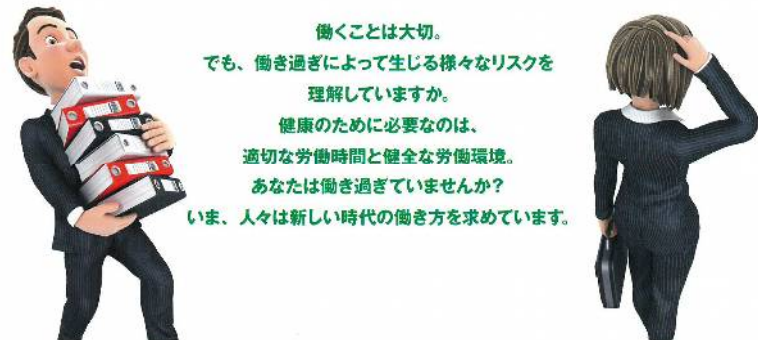 働くことは大切。
でも、働き過ぎによって生じる様々なリスクを
理解していますか。
健康のために必要なのは、
適切な労働時間と健全な労働環境。
あなたは働き過ぎていませんか？
いま、人々は新しい時代の働き方を求めています。